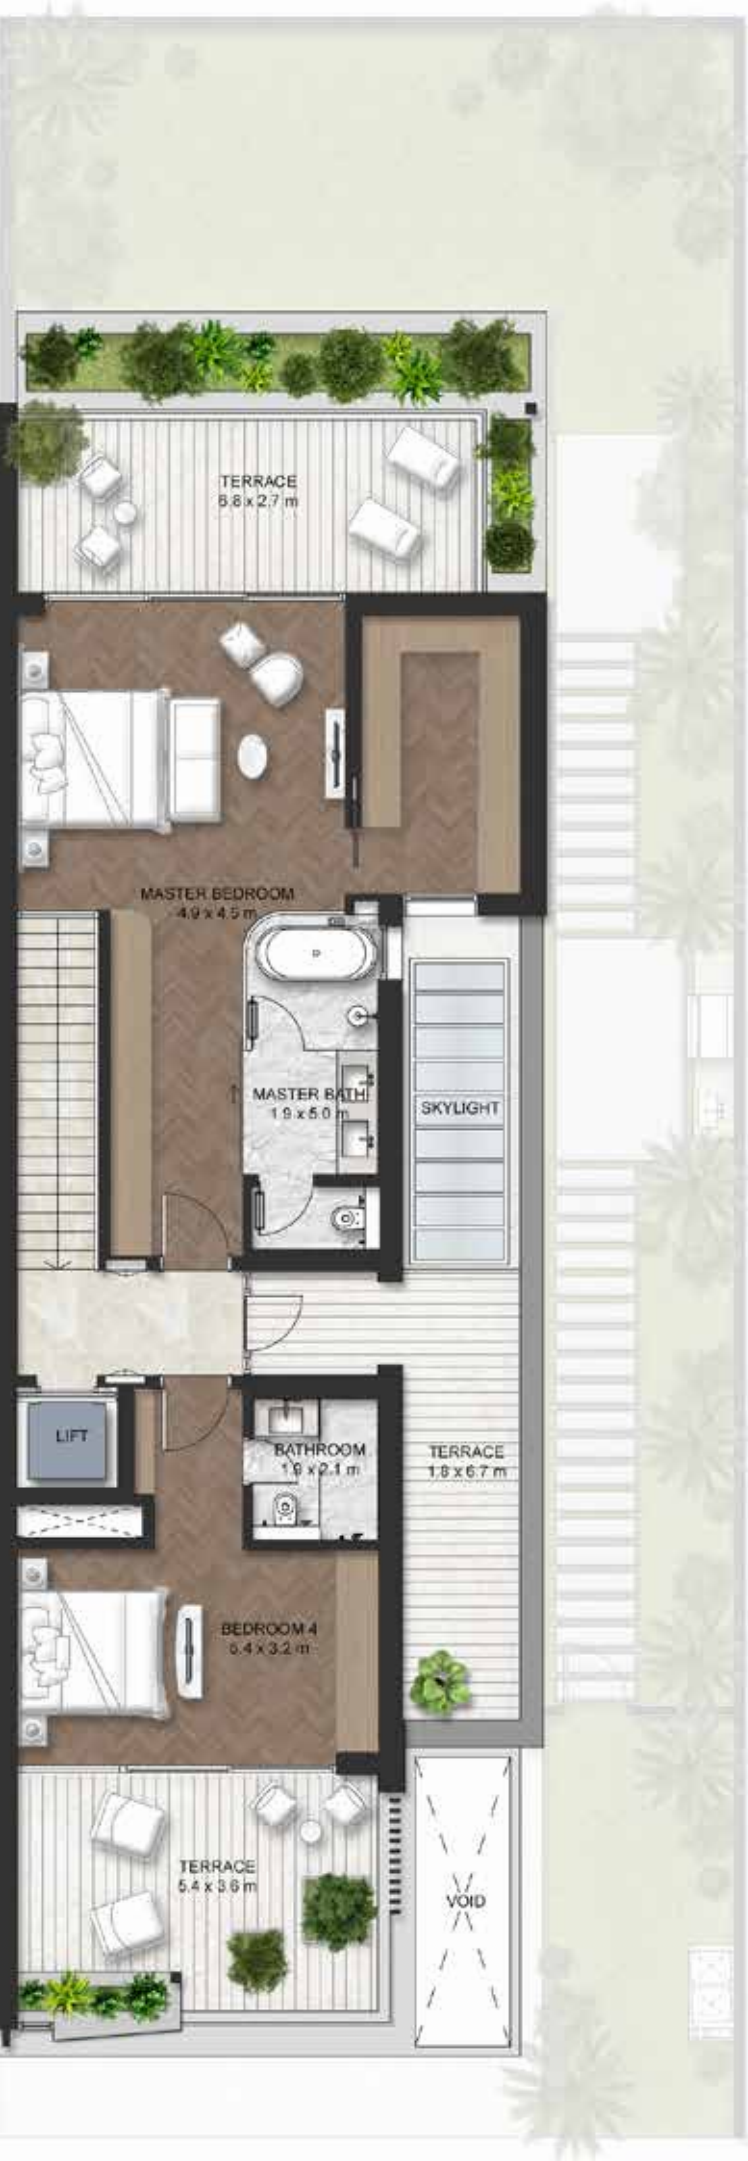 TERRACE
6.8 x 2.7 m
MASTER BEDROOM
4.9 x 4.5 m
MASTER BATH
1.9 x 5.0 m
SKYLIGHT
LIFT
BATHROOM
1.9 x 2.1 m
TERRACE
1.8 x 6.7 m
BEDROOM 4
5.4 x 3.2 m
TERRACE
5.4 x 3.6 m
VOID